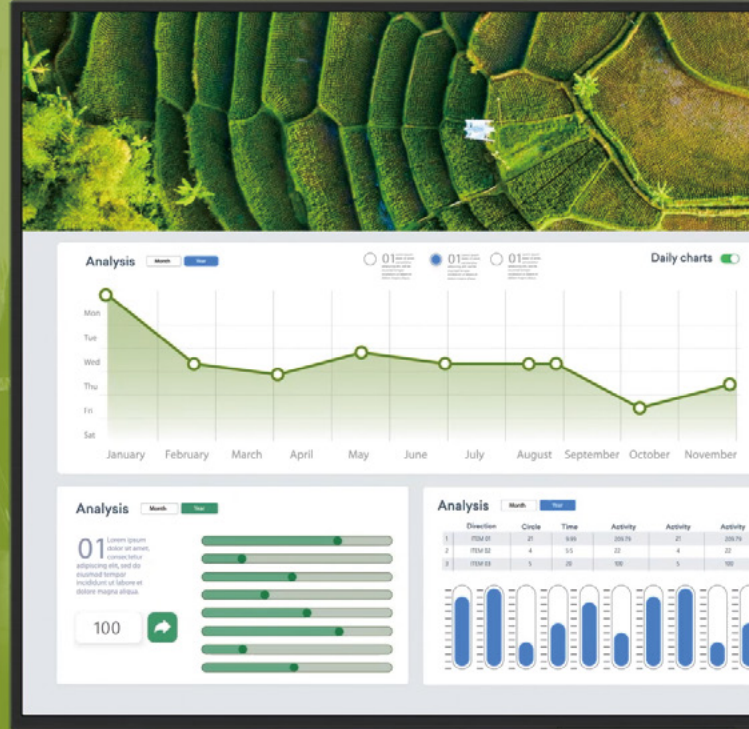 Analysis
Month
Year
01
01
01
Daily charts
Mon
Tue
Wed
Thu
Fri
Sat
January February March April May June July August September October November
Analysis
Month
Year
01
Lorem ipsum
dolor sit amet,
consectetur
adipiscing elit, sed do
eiusmod tempor
incididunt ut labore et
dolore magna aliqua.
100
Analysis
Month
Year
Direction Circle Time Activity Activity Activity
1 ITEM 01 21 9.95 209.76 21 209.76
2 ITEM 02 4 5.5 22 4 22
3 ITEM 03 5 20 100 5 100